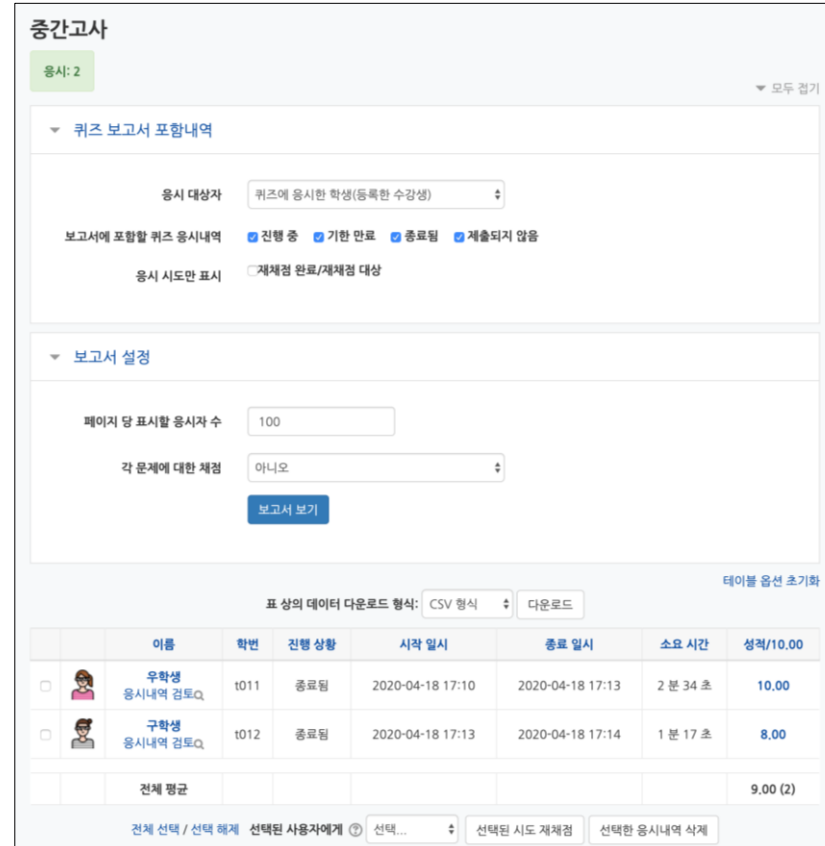 중간고사
응시: 2
모두 접기
퀴즈 보고서 포함내역
응시 대상자 퀴즈에 응시한 학생(등록한 수강생)
보고서에 포함할 퀴즈 응시내역 진행 중 기한 만료 종료됨 제출되지 않음
응시 시도만 표시 재채점 완료/재채점 대상
보고서 설정
페이지 당 표시할 응시자 수 100
각 문제에 대한 채점 아니오
보고서 보기
테이블 옵션 초기화
표 상의 데이터 다운로드 형식: CSV 형식 다운로드
이름 학번 진행 상황 시작 일시 종료 일시 소요 시간 성적/10.00
우학생
응시내역 검토 t011 종료됨 2020-04-18 17:10 2020-04-18 17:13 2 분 34 초 10.00
구학생
응시내역 검토 t012 종료됨 2020-04-18 17:13 2020-04-18 17:14 1 분 17 초 8.00
전체 평균 9.00 (2)
전체 선택 / 선택 해제 선택된 사용자에게 ? 선택... 선택된 시도 재채점 선택한 응시내역 삭제